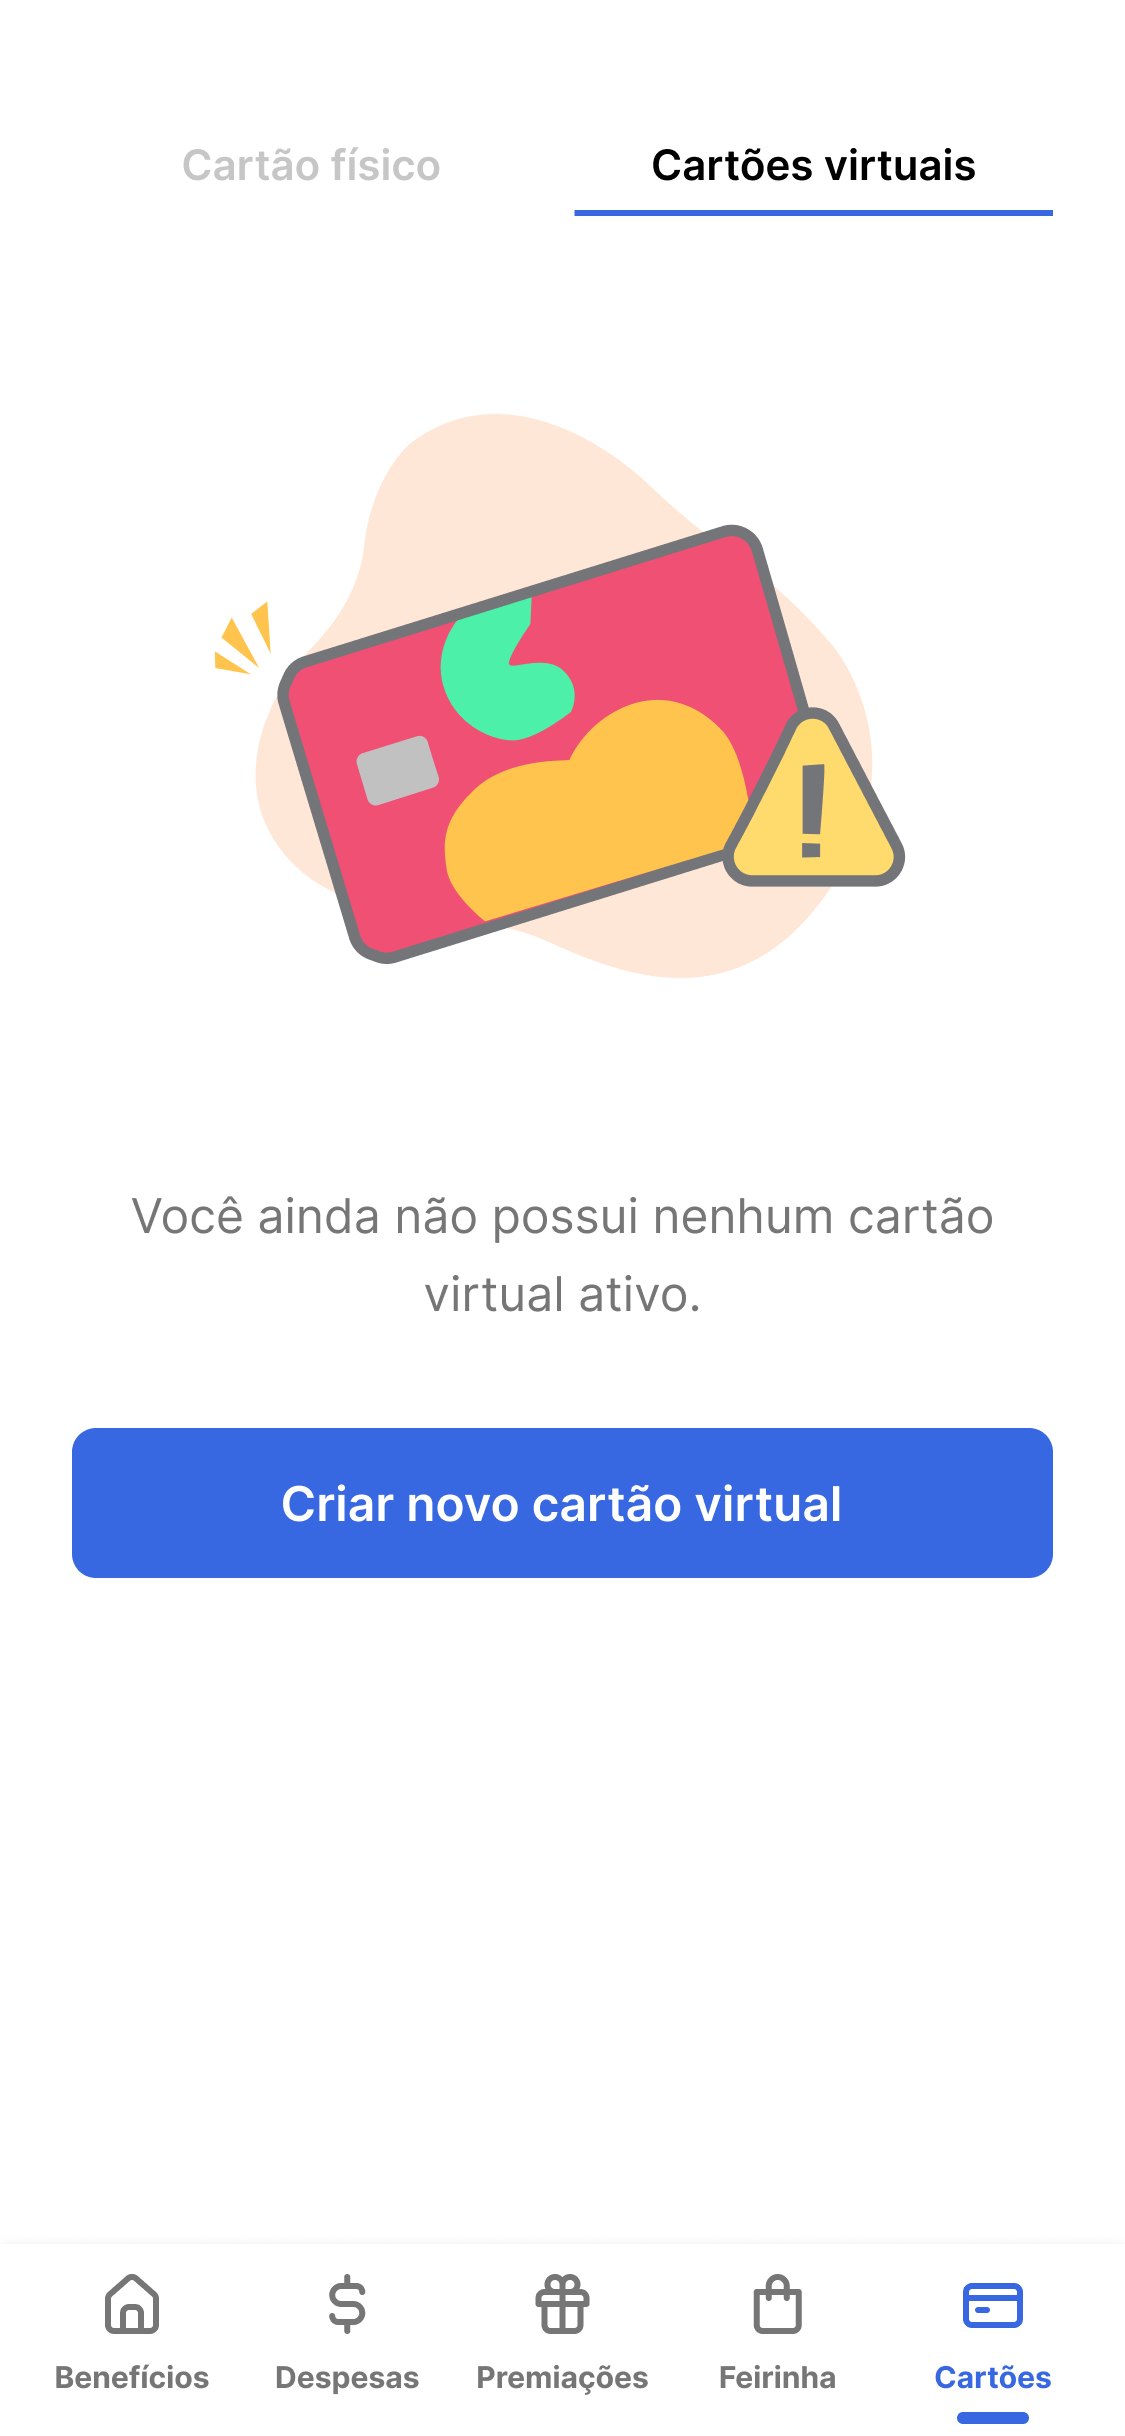 Cartão físico
Cartões virtuais
Você ainda não possui nenhum cartão
virtual ativo.
Criar novo cartão virtual
Benefícios
Despesas
Premiações
Feirinha
Cartões